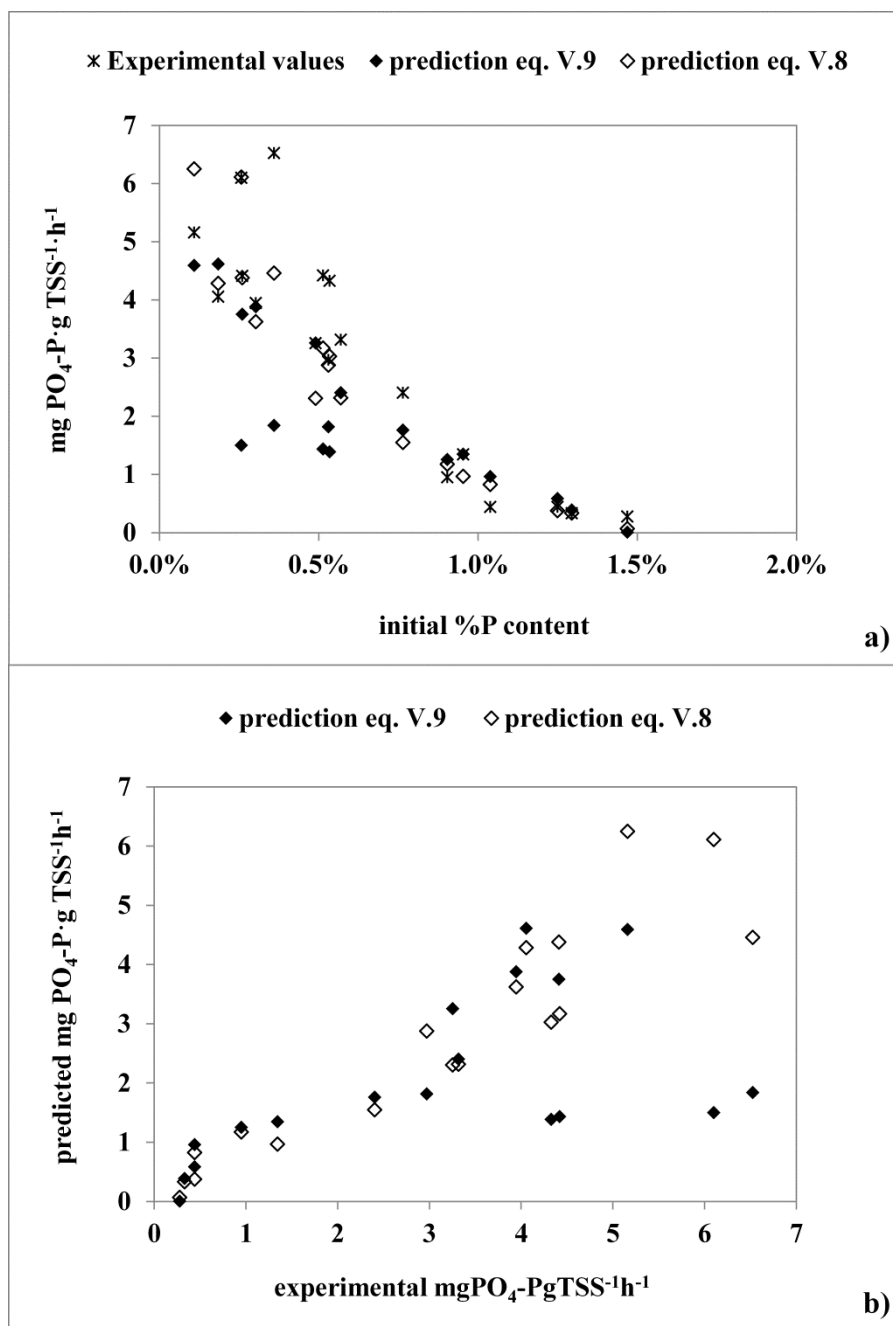 Experimental values prediction eq. V.9 prediction eq. V.8
7
6
5
4
3
2
1
0
mg PO₄-P·g TSS⁻¹·h⁻¹
0.0% 0.5% 1.0% 1.5% 2.0%
initial %P content
a)
prediction eq. V.9 prediction eq. V.8
7
6
5
4
3
2
1
0
predicted mg PO₄-P·g TSS⁻¹h⁻¹
0 1 2 3 4 5 6 7
experimental mgPO₄-PgTSS⁻¹h⁻¹
b)